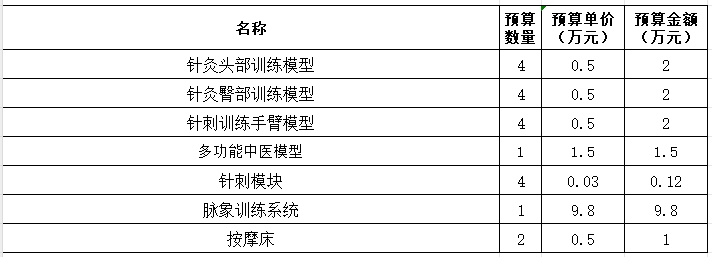 名称 预算数量 预算单价（万元） 预算金额（万元）
针灸头部训练模型 4 0.5 2
针灸臀部训练模型 4 0.5 2
针刺训练手臂模型 4 0.5 2
多功能中医模型 1 1.5 1.5
针刺模块 4 0.03 0.12
脉象训练系统 1 9.8 9.8
按摩床 2 0.5 1